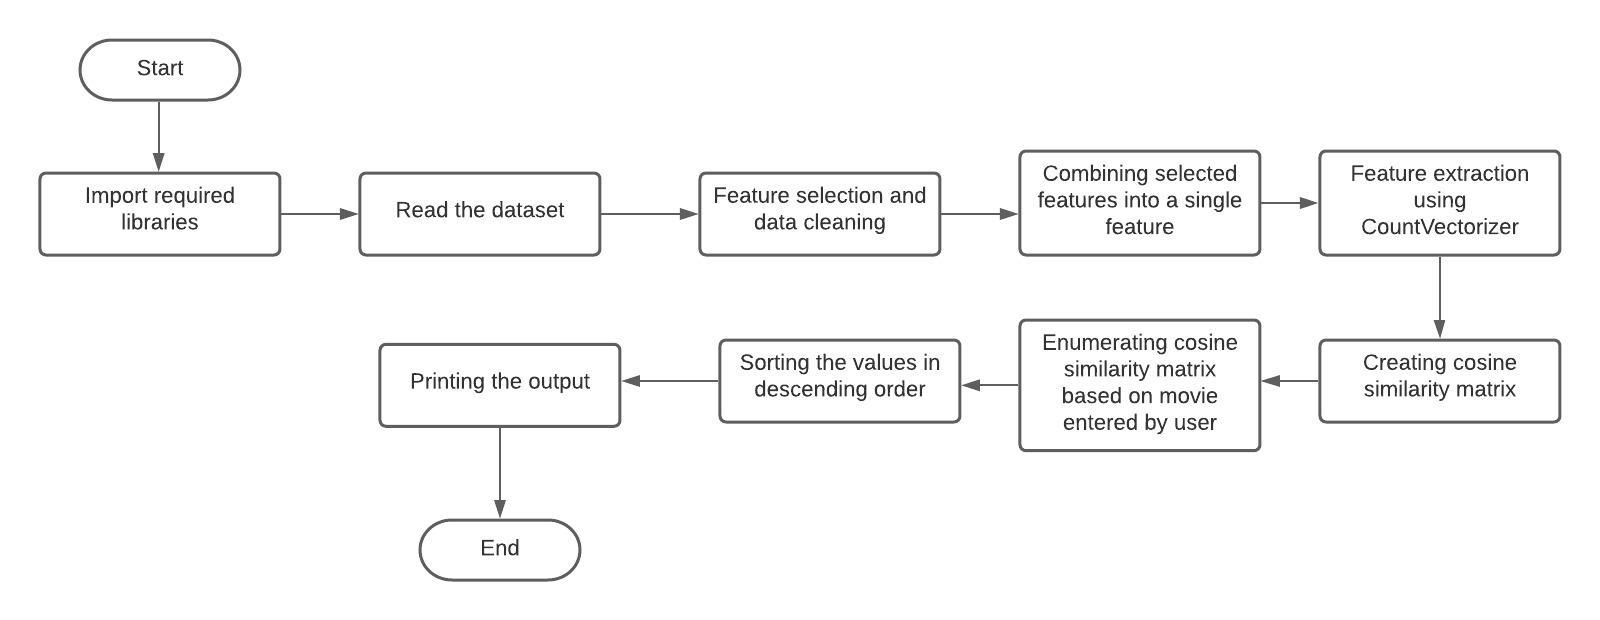 Start
Import required
libraries
Read the dataset
Feature selection and
data cleaning
Combining selected
features into a single
feature
Feature extraction
using
CountVectorizer
Creating cosine
similarity matrix
Enumerating cosine
similarity matrix
based on movie
entered by user
Sorting the values in
descending order
Printing the output
End